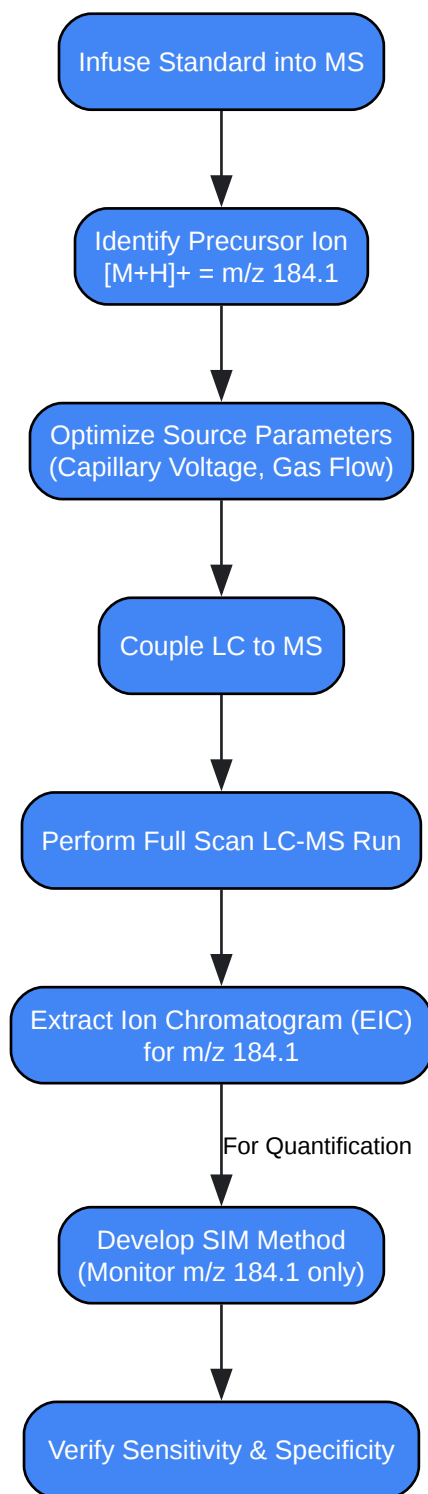 Infuse Standard into MS
Identify Precursor Ion
[M+H]+ = m/z 184.1
Optimize Source Parameters
(Capillary Voltage, Gas Flow)
Couple LC to MS
Perform Full Scan LC-MS Run
Extract Ion Chromatogram (EIC)
for m/z 184.1
For Quantification
Develop SIM Method
(Monitor m/z 184.1 only)
Verify Sensitivity & Specificity